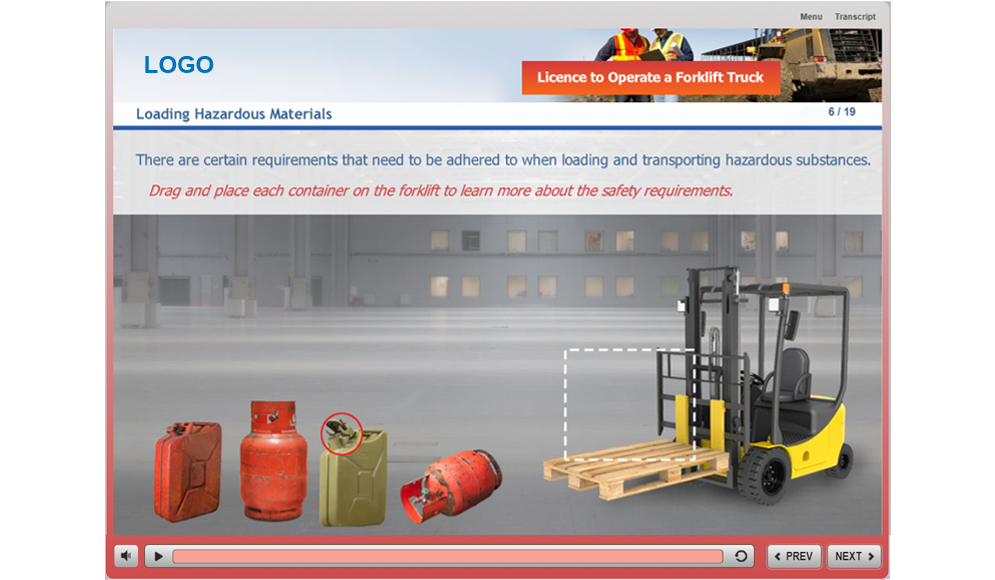 Menu Transcript
LOGO
Licence to Operate a Forklift Truck
Loading Hazardous Materials
6 / 19
There are certain requirements that need to be adhered to when loading and transporting hazardous substances.
Drag and place each container on the forklift to learn more about the safety requirements.
PREV NEXT